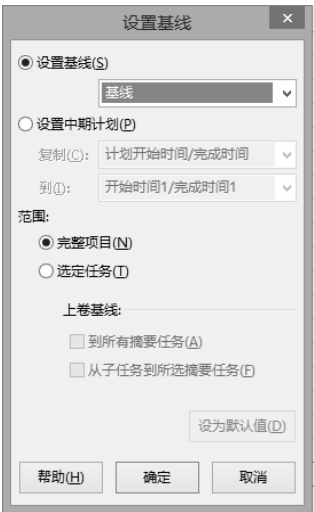 设置基线
设置基线(S)
基线
设置中期计划(P)
复制(C): 计划开始时间/完成时间
到(I): 开始时间1/完成时间1
范围:
完整项目(N)
选定任务(T)
上卷基线:
到所有摘要任务(A)
从子任务到所选摘要任务(F)
设为默认值(D)
帮助(H) 确定 取消